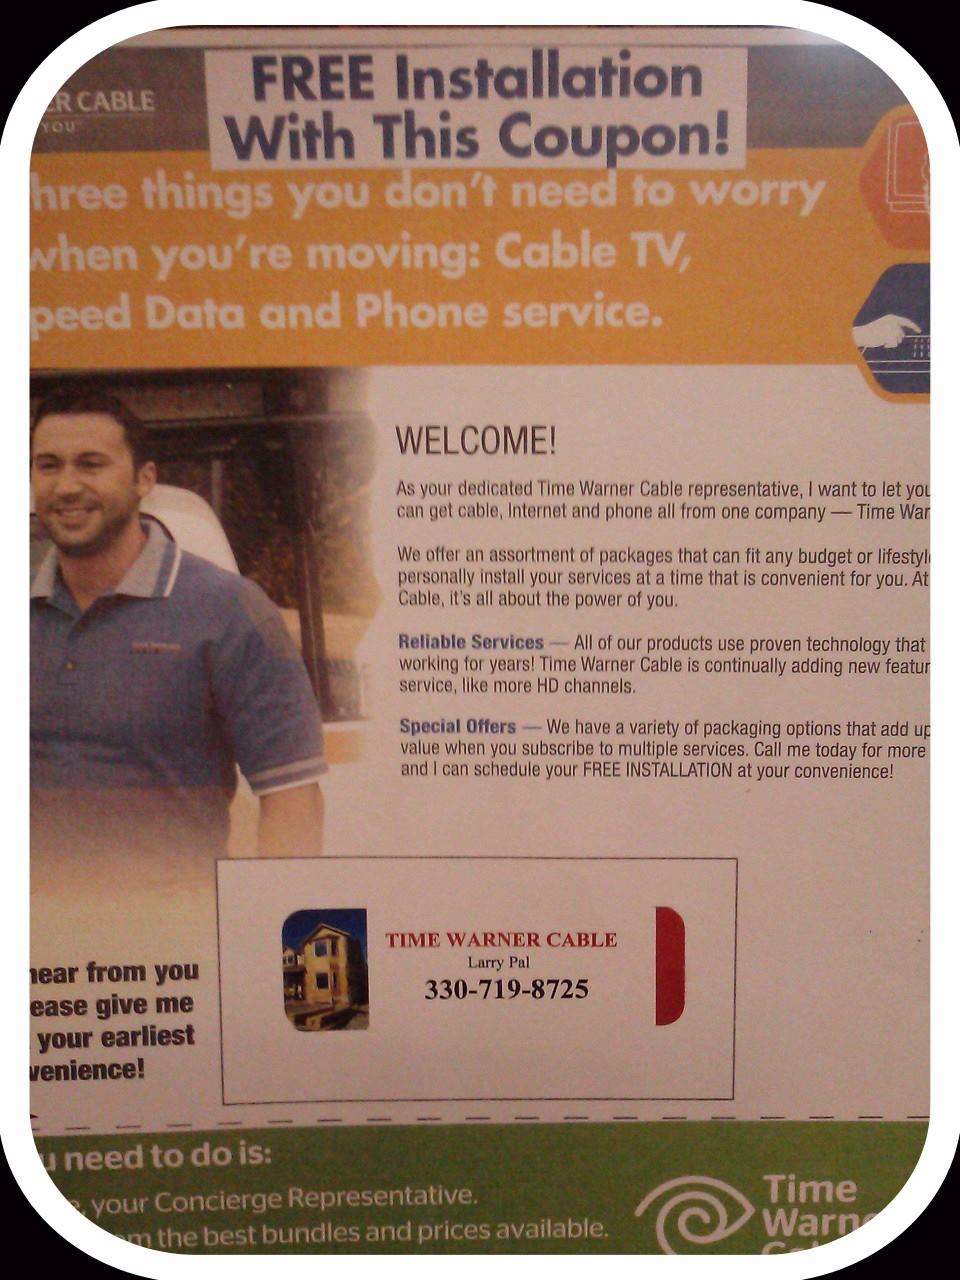 FREE Installation
With This Coupon!
ER CABLE
YOU
hree things you don't need to worry
when you're moving: Cable TV,
peed Data and Phone service.
WELCOME!
As your dedicated Time Warner Cable representative, I want to let you
can get cable, Internet and phone all from one company — Time War
We offer an assortment of packages that can fit any budget or lifestyle
personally install your services at a time that is convenient for you. At
Cable, it's all about the power of you.
Reliable Services — All of our products use proven technology that
working for years! Time Warner Cable is continually adding new featur
service, like more HD channels.
Special Offers — We have a variety of packaging options that add up
value when you subscribe to multiple services. Call me today for more
and I can schedule your FREE INSTALLATION at your convenience!
TIME WARNER CABLE
Larry Pal
330-719-8725
hear from you
ease give me
your earliest
venience!
u need to do is:
e, your Concierge Representative.
om the best bundles and prices available.
Time
Warne